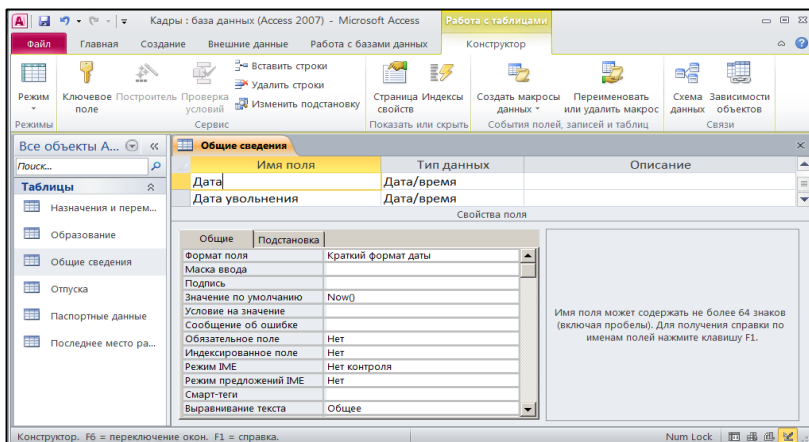 Кадры : база данных (Access 2007) - Microsoft Access Работа с таблицами
Файл Главная Создание Внешние данные Работа с базами данных Конструктор
Режим
Ключевое поле
Построитель
Проверка условий
Вставить строки
Удалить строки
Изменить подстановку
Страница свойств
Индексы
Создать макросы данных
Переименовать или удалить макрос
Схема данных
Зависимости объектов
Режимы Сервис Показать или скрыть События полей, записей и таблиц Связи
Все объекты A...
Поиск...
Таблицы
Назначения и перем...
Образование
Общие сведения
Отпуска
Паспортные данные
Последнее место ра...
Общие сведения
Имя поля Тип данных Описание
Дата Дата/время
Дата увольнения Дата/время
Свойства поля
Общие Подстановка
Формат поля Краткий формат даты
Маска ввода
Подпись
Значение по умолчанию Now()
Условие на значение
Сообщение об ошибке
Обязательное поле Нет
Индексированное поле Нет
Режим IME Нет контроля
Режим предложений IME Нет
Смарт-теги
Выравнивание текста Общее
Имя поля может содержать не более 64 знаков
(включая пробелы). Для получения справки по
именам полей нажмите клавишу F1.
Конструктор. F6 = переключение окон. F1 = справка. Num Lock